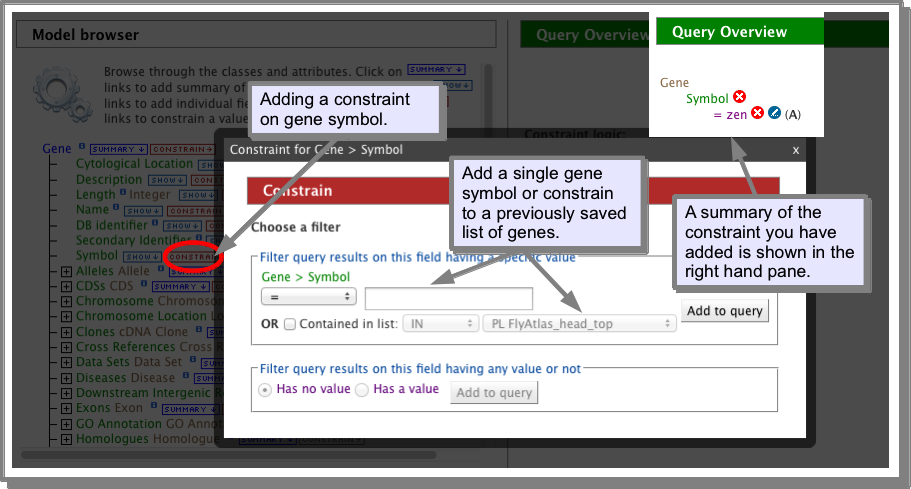 Model browser
Query Overview
Query Overview
Browse through the classes and attributes. Click on SUMMARY
links to add summary of
SHOW
links to add individual
links to constrain a value
Gene
Symbol
= zen (A)
Constraint logic:
Adding a constraint
on gene symbol.
Gene SUMMARY CONSTRAIN
Cytological Location
Description SHOW
Length Integer SHOW
Name SHOW CONSTRAIN
DB identifier SHOW
Secondary Identifier
Symbol SHOW CONSTRAI
Alleles Allele SUMMARY
CDSs CDS SUMMARY
Chromosome Chromosome
Chromosome Location
Clones cDNA Clone
Cross References Cross
Data Sets Data Set
Diseases Disease
Downstream Intergenic
Exons Exon SUMMARY SHOW CONSTRAIN
GO Annotation GO
Homologues Homologue
Constraint for Gene > Symbol x
Constrain
Choose a filter
Add a single gene
symbol or constrain
to a previously saved
list of genes.
A summary of the
constraint you have
added is shown in the
right hand pane.
Filter query results on this field having a specific value
Gene > Symbol
=
Add to query
OR Contained in list: IN PL FlyAtlas_head_top
Filter query results on this field having any value or not
Has no value Has a value Add to query